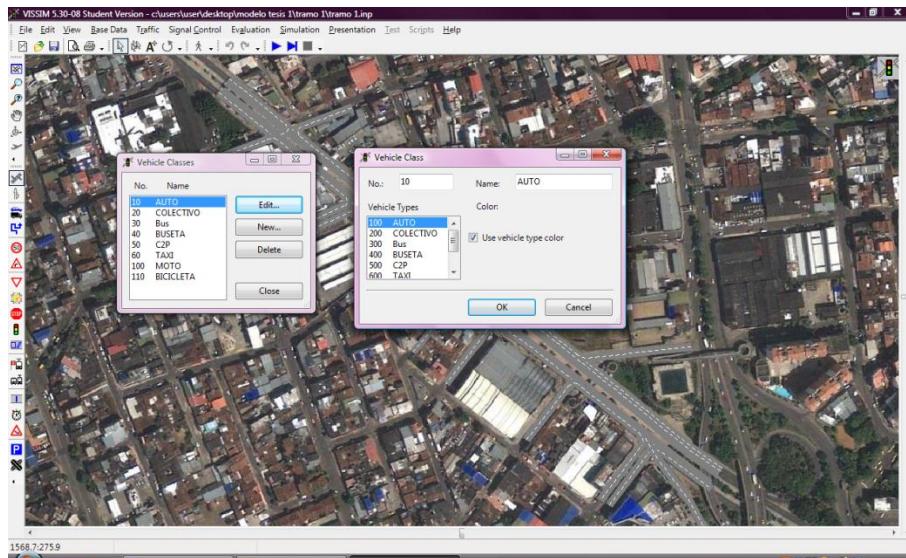 VISSIM 5.30-08 Student Version - c:\users\user\desktop\modelo tesis 1\tramo 1\tramo 1.inp
File Edit View Base Data Traffic Signal Control Evaluation Simulation Presentation Test Scripts Help
Vehicle Classes
No. Name
10 AUTO
20 COLECTIVO
30 Bus
40 BUSETA
50 C2P
60 TAXI
100 MOTO
110 BICICLETA
Edit...
New...
Delete
Close
Vehicle Class
No.: 10 Name: AUTO
Vehicle Types Color:
100 AUTO
200 COLECTIVO
300 Bus
400 BUSETA
500 C2P
600 TAXI
Use vehicle type color
OK Cancel
STOP
P
1568.7:275.9